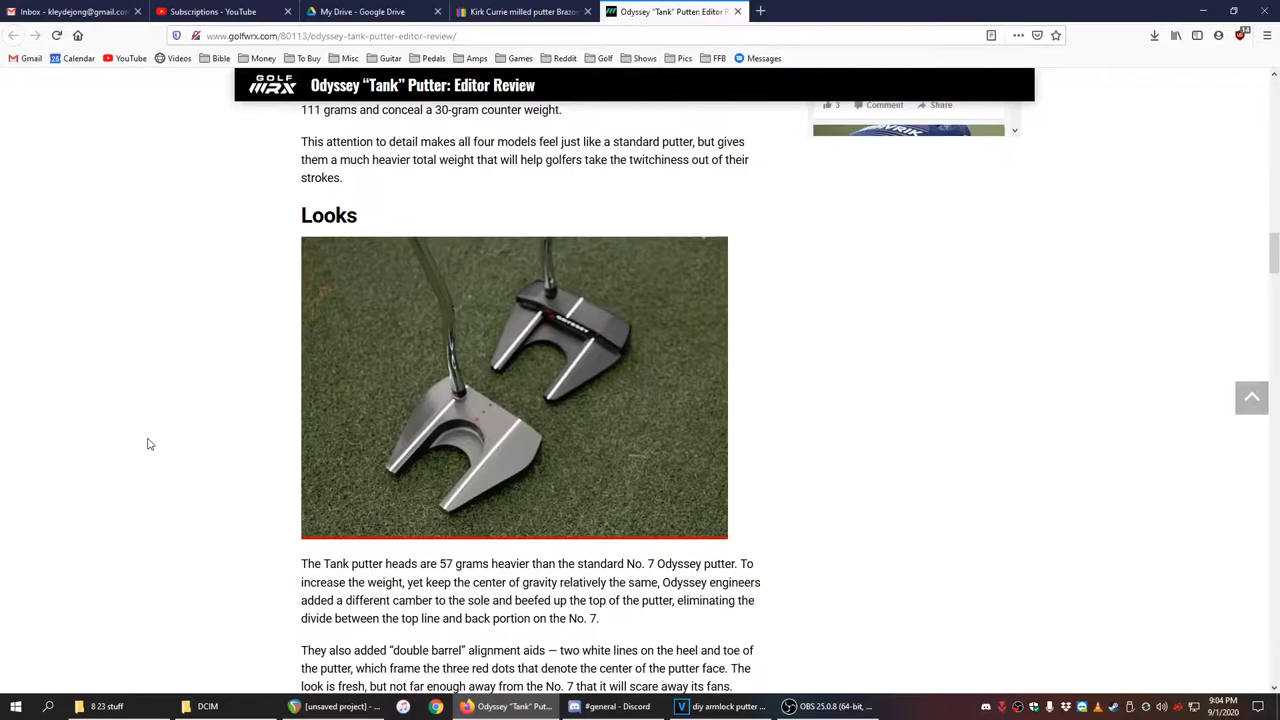 Inbox - kleydejong@gmail.com
Subscriptions - YouTube
My Drive - Google Drive
Kirk Currie milled putter Brazo
Odyssey “Tank” Putter: Editor R
www.golfwrx.com/80113/odyssey-tank-putter-editor-review/
Gmail
Calendar
YouTube
Videos
Bible
Money
To Buy
Misc
Guitar
Pedals
Amps
Games
Reddit
Golf
Shows
Pics
FFB
Messages
GOLF
WRX
Odyssey “Tank” Putter: Editor Review
3 Comment Share
111 grams and conceal a 30-gram counter weight.
This attention to detail makes all four models feel just like a standard putter, but gives
them a much heavier total weight that will help golfers take the twitchiness out of their
strokes.
Looks
ODYSSEY
The Tank putter heads are 57 grams heavier than the standard No. 7 Odyssey putter. To
increase the weight, yet keep the center of gravity relatively the same, Odyssey engineers
added a different camber to the sole and beefed up the top of the putter, eliminating the
divide between the top line and back portion on the No. 7.
They also added “double barrel” alignment aids — two white lines on the heel and toe of
the putter, which frame the three red dots that denote the center of the putter face. The
look is fresh, but not far enough away from the No. 7 that it will scare away its fans.
8 23 stuff
DCIM
[unsaved project] - ...
Odyssey “Tank” Put...
#general - Discord
diy armlock putter ...
OBS 25.0.8 (64-bit, ...
9:04 PM
9/1/2020